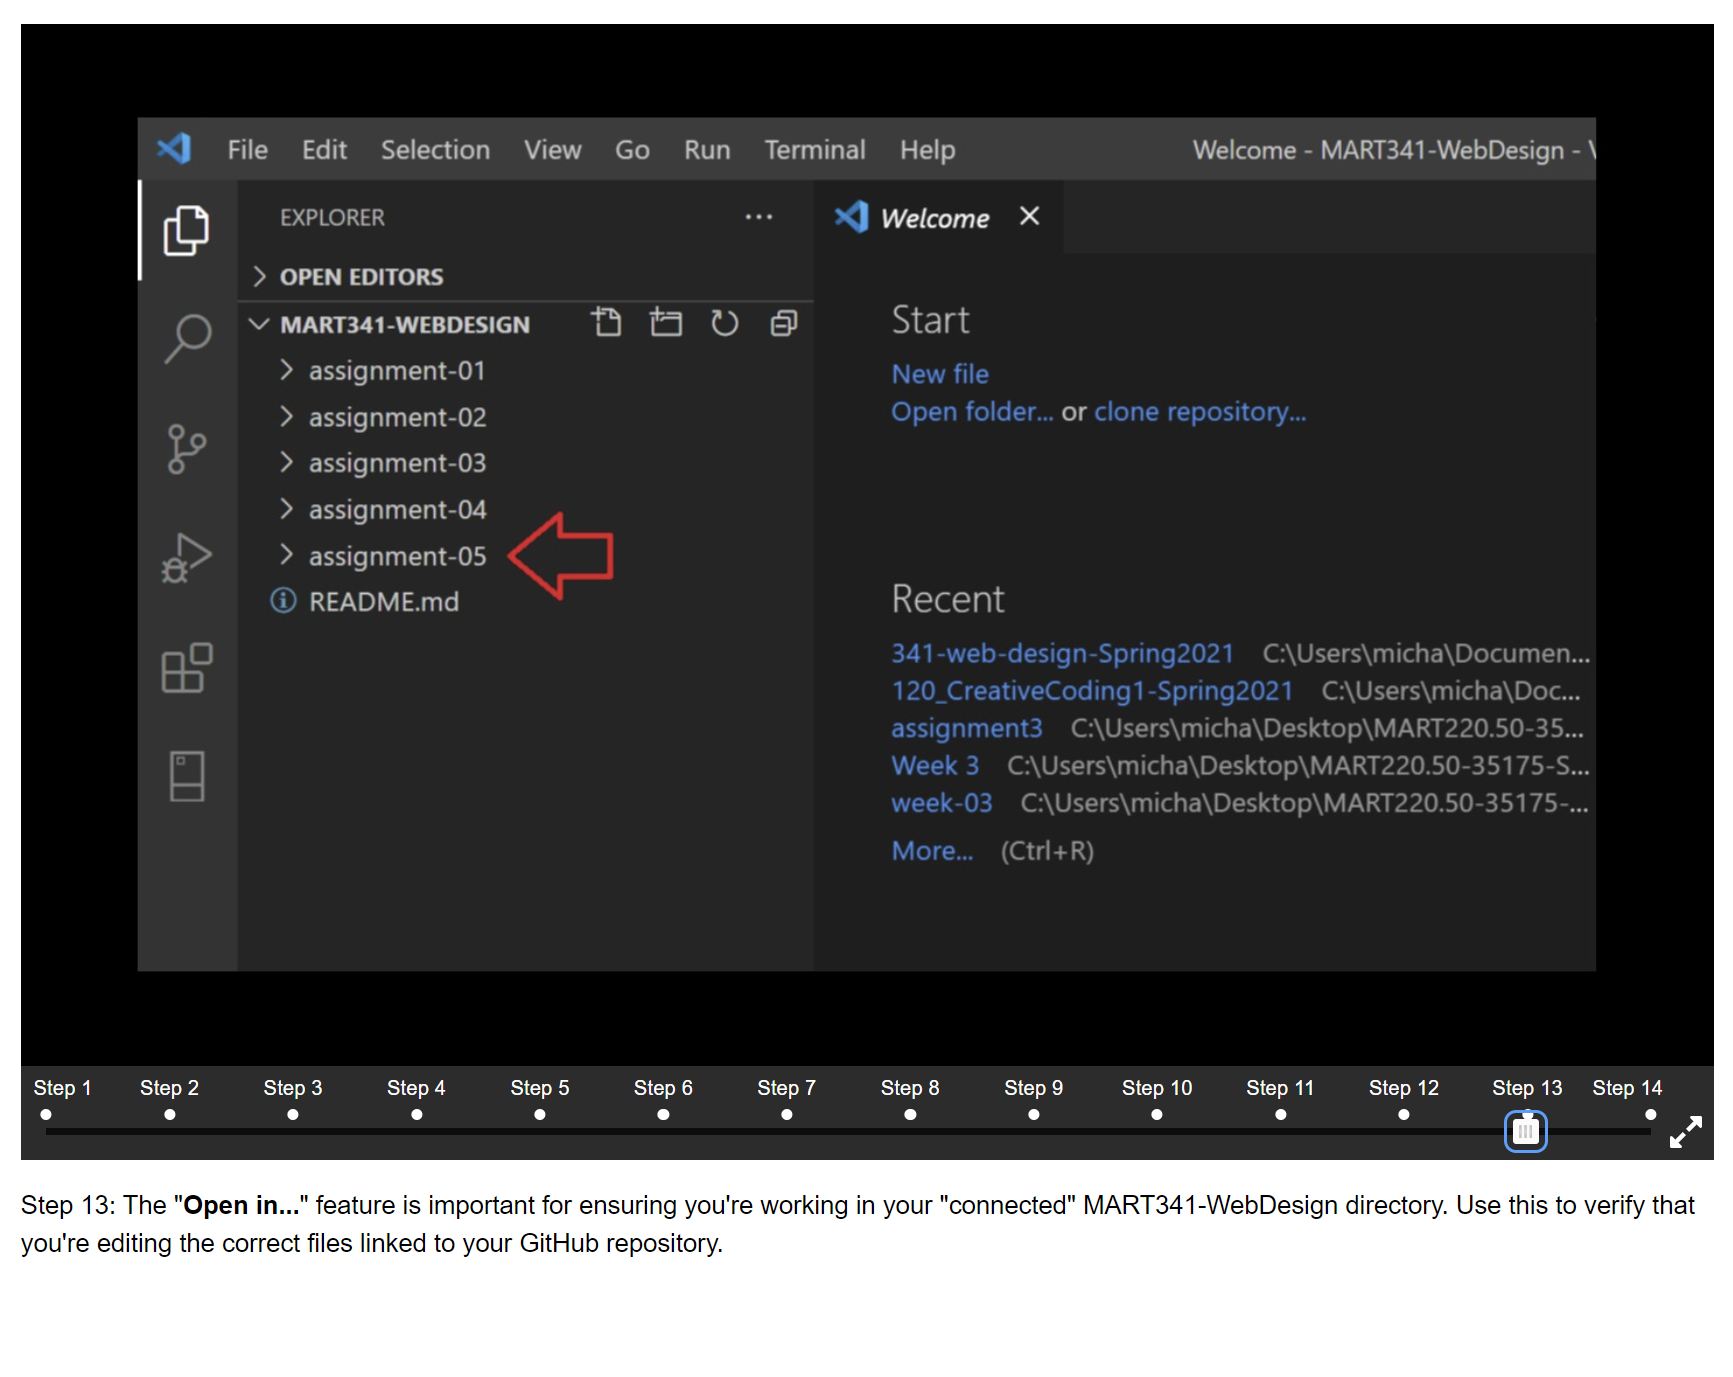 File Edit Selection View Go Run Terminal Help Welcome - MART341-WebDesign -
EXPLORER
Welcome
OPEN EDITORS
MART341-WEBDESIGN
assignment-01
assignment-02
assignment-03
assignment-04
assignment-05
README.md
Start
New file
Open folder... or clone repository...
Recent
341-web-design-Spring2021 C:\Users\micha\Documen...
120_CreativeCoding1-Spring2021 C:\Users\micha\Doc...
assignment3 C:\Users\micha\Desktop\MART220.50-35...
Week 3 C:\Users\micha\Desktop\MART220.50-35175-S...
week-03 C:\Users\micha\Desktop\MART220.50-35175-...
More... (Ctrl+R)
Step 1 Step 2 Step 3 Step 4 Step 5 Step 6 Step 7 Step 8 Step 9 Step 10 Step 11 Step 12 Step 13 Step 14
Step 13: The "Open in..." feature is important for ensuring you're working in your "connected" MART341-WebDesign directory. Use this to verify that
you're editing the correct files linked to your GitHub repository.